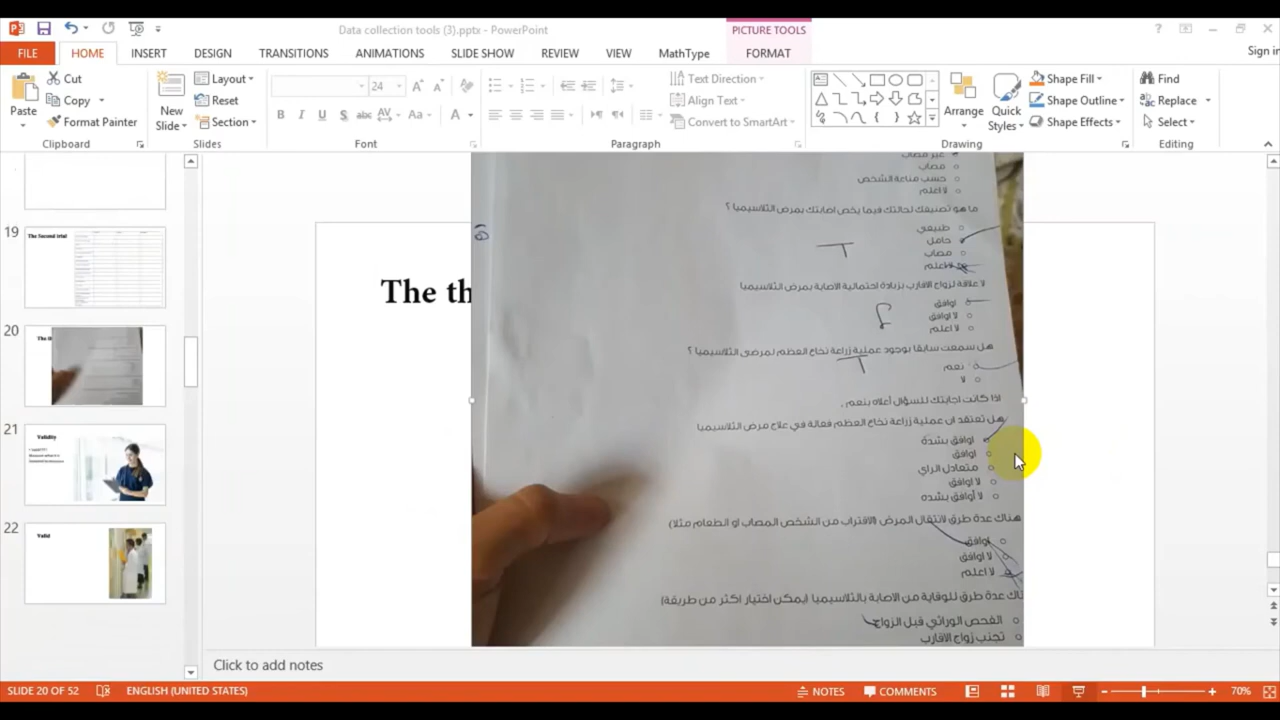 Data collection tools (3).pptx - PowerPoint
PICTURE TOOLS
FILE
HOME
INSERT
DESIGN
TRANSITIONS
ANIMATIONS
SLIDE SHOW
REVIEW
VIEW
MathType
FORMAT
Sign in
Paste
Cut
Copy
Format Painter
Clipboard
New Slide
Layout
Reset
Section
Slides
24
Font
Text Direction
Align Text
Convert to SmartArt
Paragraph
Arrange
Quick Styles
Shape Fill
Shape Outline
Shape Effects
Drawing
Find
Replace
Select
Editing
19
The Second trial
20
21
Validity
22
Valid
The th
غير مصاب
مصاب
حسب مناعة الشخص
لا اعلم
ما هو تصنيفك لحالتك فيما يخص اصابتك بمرض الثلاسيميا ؟
طبيعي
حامل
مصاب
لا اعلم
لا علاقة لزواج الاقارب بزيادة احتمالية الاصابة بمرض الثلاسيميا
اوافق
لا اوافق
لا اعلم
هل سمعت سابقا بوجود عملية زراعة نخاع العظم لمرضى الثلاسيميا ؟
نعم
لا
اذا كانت اجابتك للسؤال أعلاه بنعم ,
هل تعتقد ان عملية زراعة نخاع العظم فعالة في علاج مرض الثلاسيميا
اوافق بشدة
اوافق
متعادل الراي
لا اوافق
لا أوافق بشده
هناك عدة طرق لانتقال المرض (الاقتراب من الشخص المصاب او الطعام مثلا)
اوافق
لا اوافق
لا اعلم
ناك عدة طرق للوقاية من الاصابة بالثلاسيميا (يمكن اختيار اكثر من طريقة)
الفحص الوراثي قبل الزواج
تجنب زواج الاقارب
Click to add notes
SLIDE 20 OF 52
ENGLISH (UNITED STATES)
NOTES
COMMENTS
70%